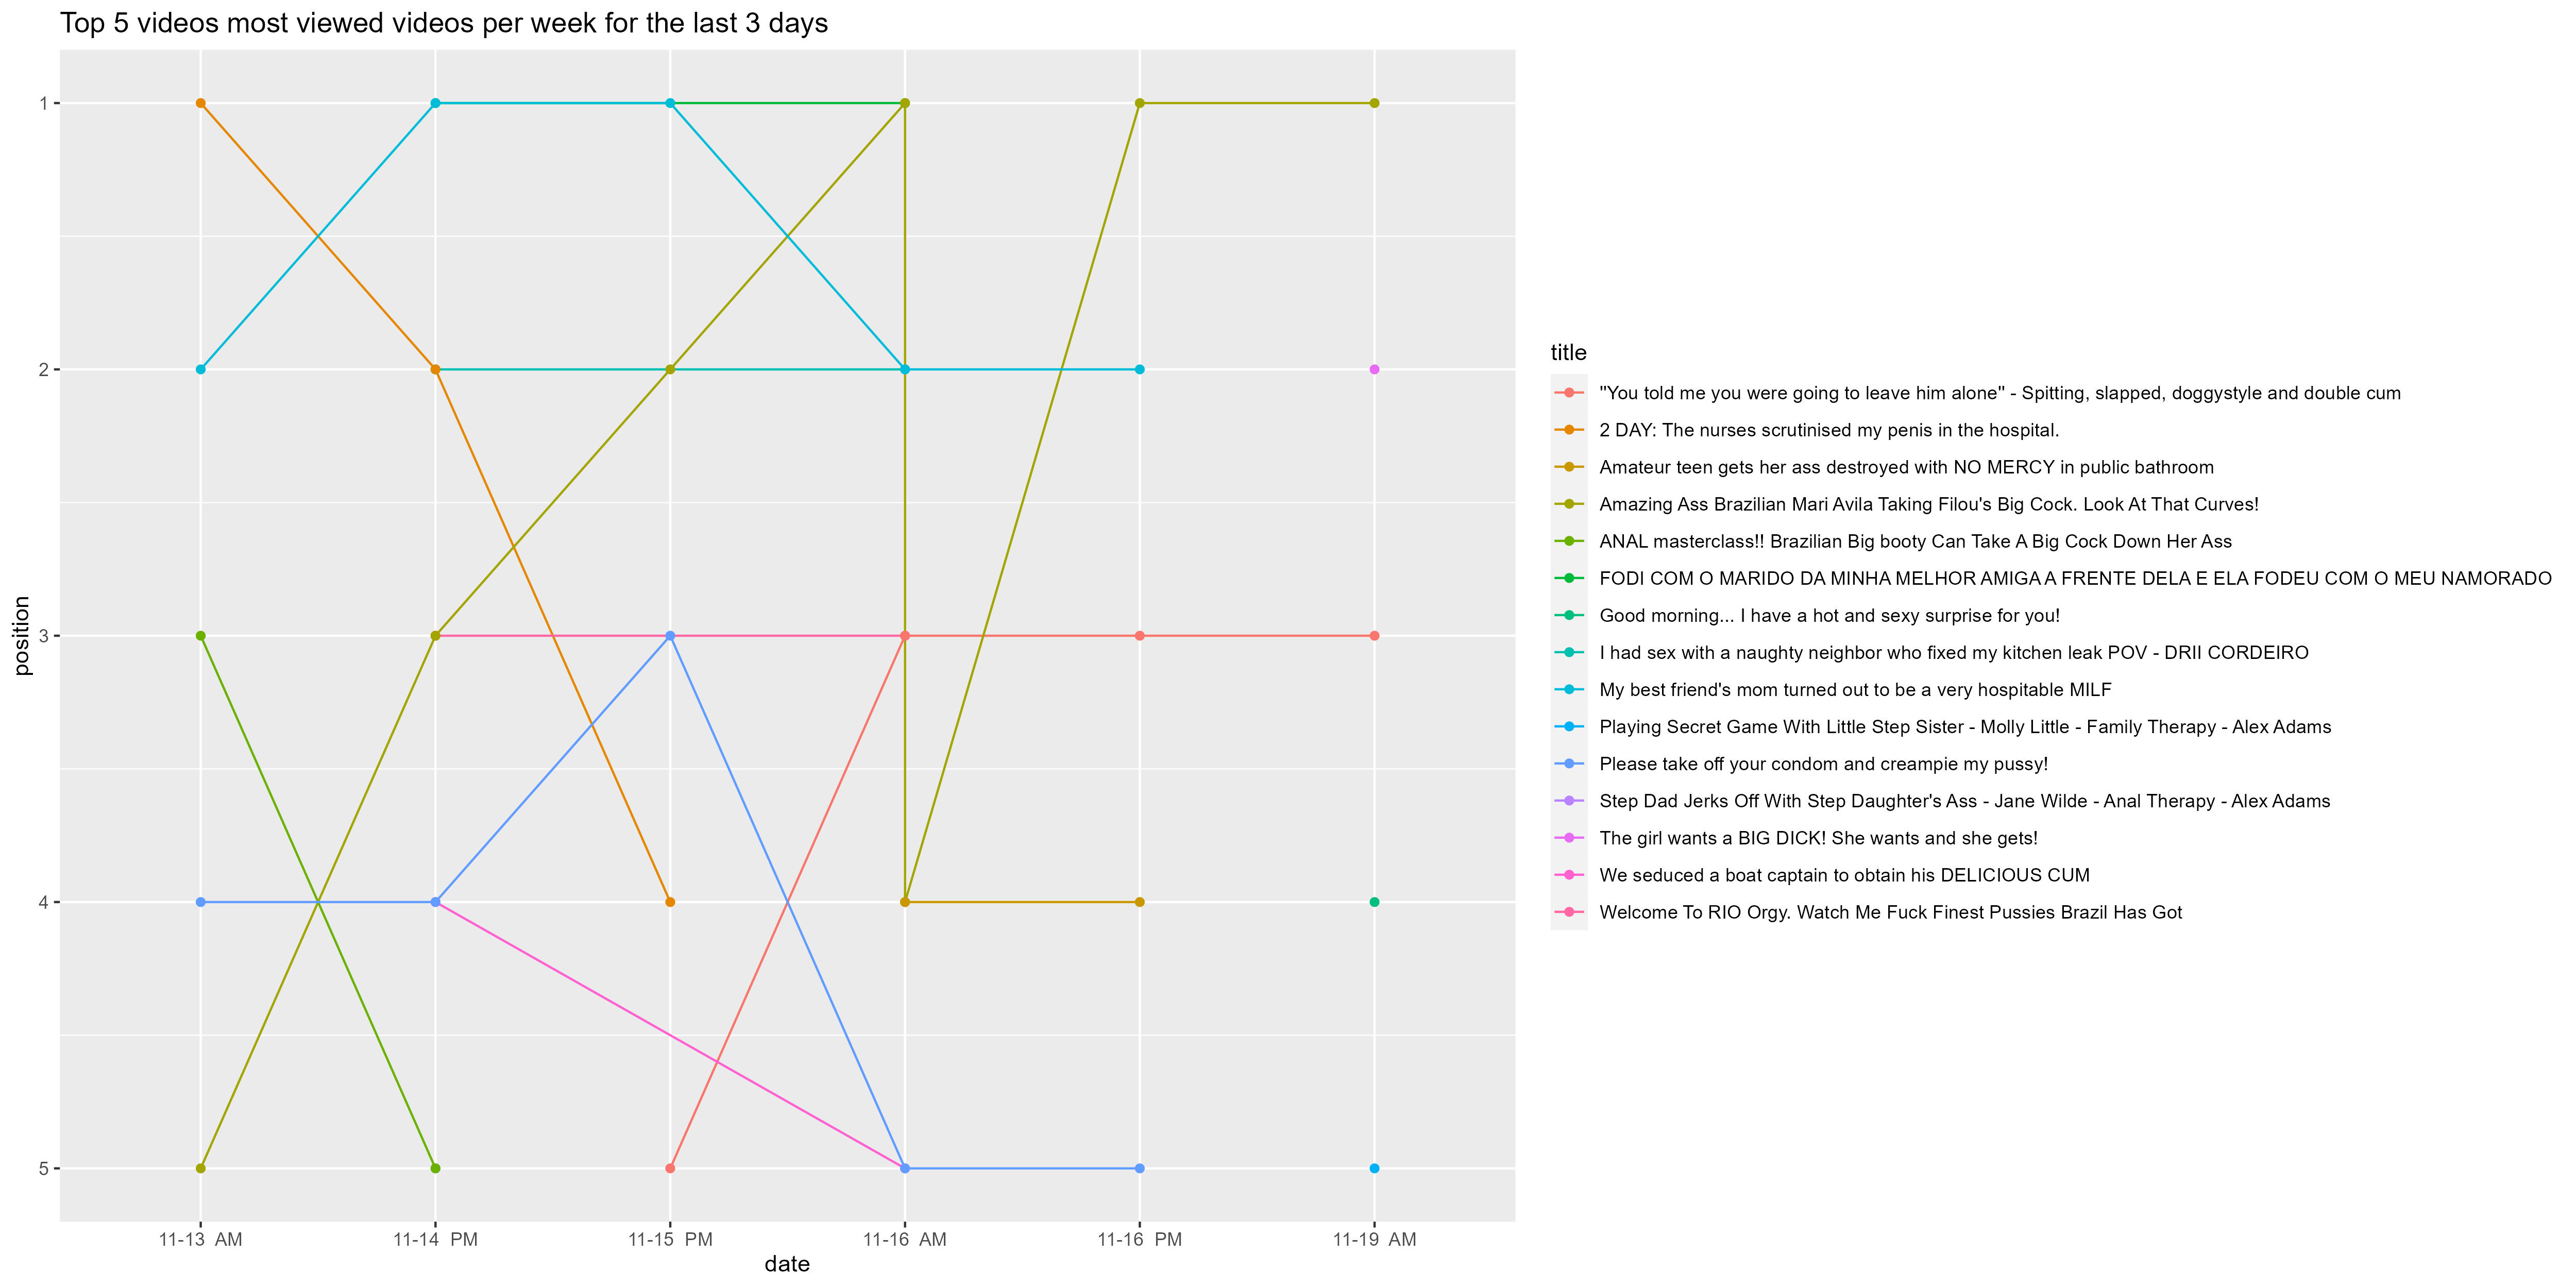 Top 5 videos most viewed videos per week for the last 3 days
position
1
2
3
4
5
11-13 AM
11-14 PM
11-15 PM
11-16 AM
11-16 PM
11-19 AM
date
title
"You told me you were going to leave him alone" - Spitting, slapped, doggystyle and double cum
2 DAY: The nurses scrutinised my penis in the hospital.
Amateur teen gets her ass destroyed with NO MERCY in public bathroom
Amazing Ass Brazilian Mari Avila Taking Filou's Big Cock. Look At That Curves!
ANAL masterclass!! Brazilian Big booty Can Take A Big Cock Down Her Ass
FODI COM O MARIDO DA MINHA MELHOR AMIGA A FRENTE DELA E ELA FODEU COM O MEU NAMORADO
Good morning... I have a hot and sexy surprise for you!
I had sex with a naughty neighbor who fixed my kitchen leak POV - DRII CORDEIRO
My best friend's mom turned out to be a very hospitable MILF
Playing Secret Game With Little Step Sister - Molly Little - Family Therapy - Alex Adams
Please take off your condom and creampie my pussy!
Step Dad Jerks Off With Step Daughter's Ass - Jane Wilde - Anal Therapy - Alex Adams
The girl wants a BIG DICK! She wants and she gets!
We seduced a boat captain to obtain his DELICIOUS CUM
Welcome To RIO Orgy. Watch Me Fuck Finest Pussies Brazil Has Got